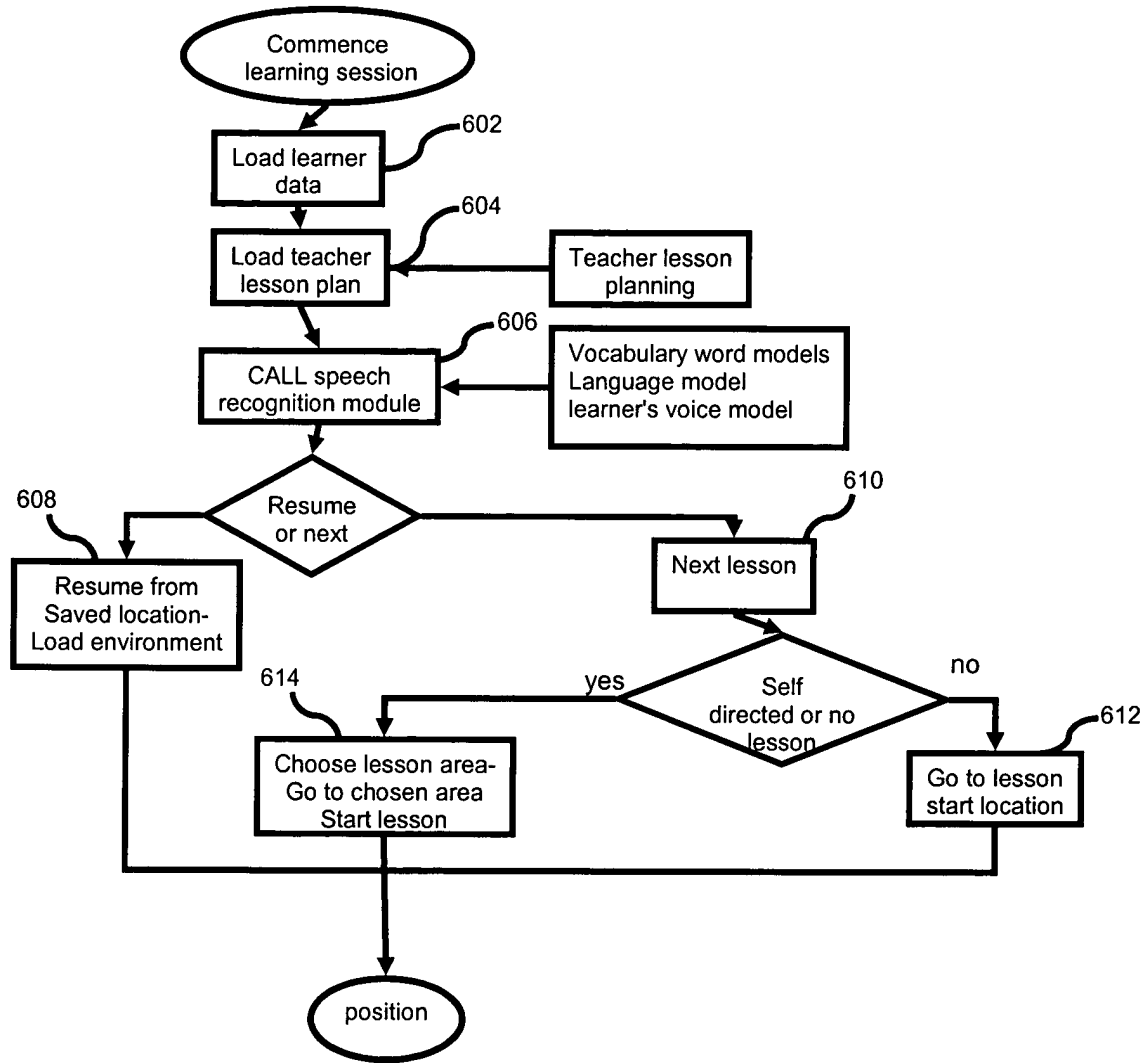 Commence
learning session
602
Load learner
data
604
Load teacher
lesson plan
Teacher lesson
planning
606
CALL speech
recognition module
Vocabulary word models
Language model
learner's voice model
Resume
or next
608
Resume from
Saved location-
Load environment
610
Next lesson
yes
Self
directed or no
lesson
no
614
Choose lesson area-
Go to chosen area
Start lesson
612
Go to lesson
start location
position